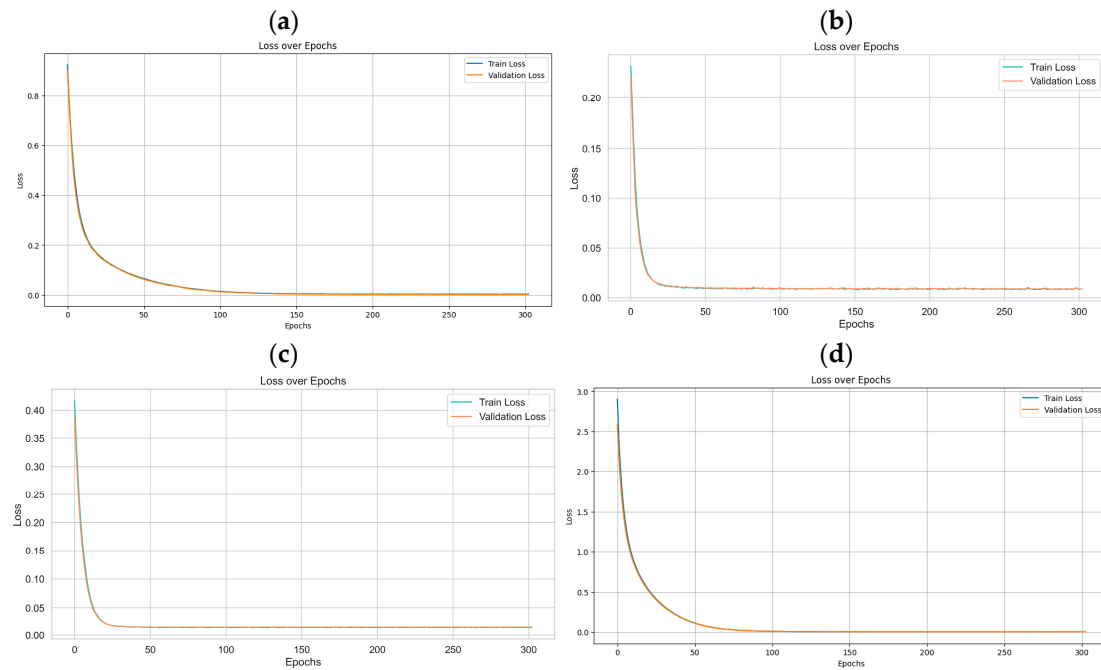 (a)
Loss over Epochs
Train Loss
Validation Loss
0.8
0.6
0.4
0.2
0.0
Loss
0 50 100 150 200 250 300
Epochs
(b)
Loss over Epochs
Train Loss
Validation Loss
0.20
0.15
0.10
0.05
0.00
Loss
0 50 100 150 200 250 300
Epochs
(c)
Loss over Epochs
Train Loss
Validation Loss
0.40
0.35
0.30
0.25
0.20
0.15
0.10
0.05
0.00
Loss
0 50 100 150 200 250 300
Epochs
(d)
Loss over Epochs
Train Loss
Validation Loss
3.0
2.5
2.0
1.5
1.0
0.5
0.0
Loss
0 50 100 150 200 250 300
Epochs